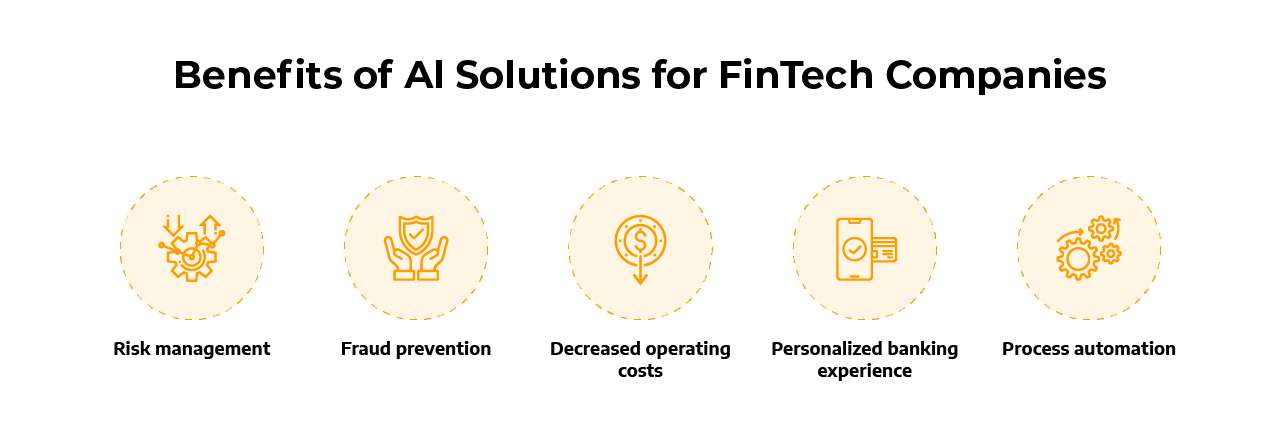 Benefits of AI Solutions for FinTech Companies
Risk management
Fraud prevention
Decreased operating
costs
Personalized banking
experience
Process automation